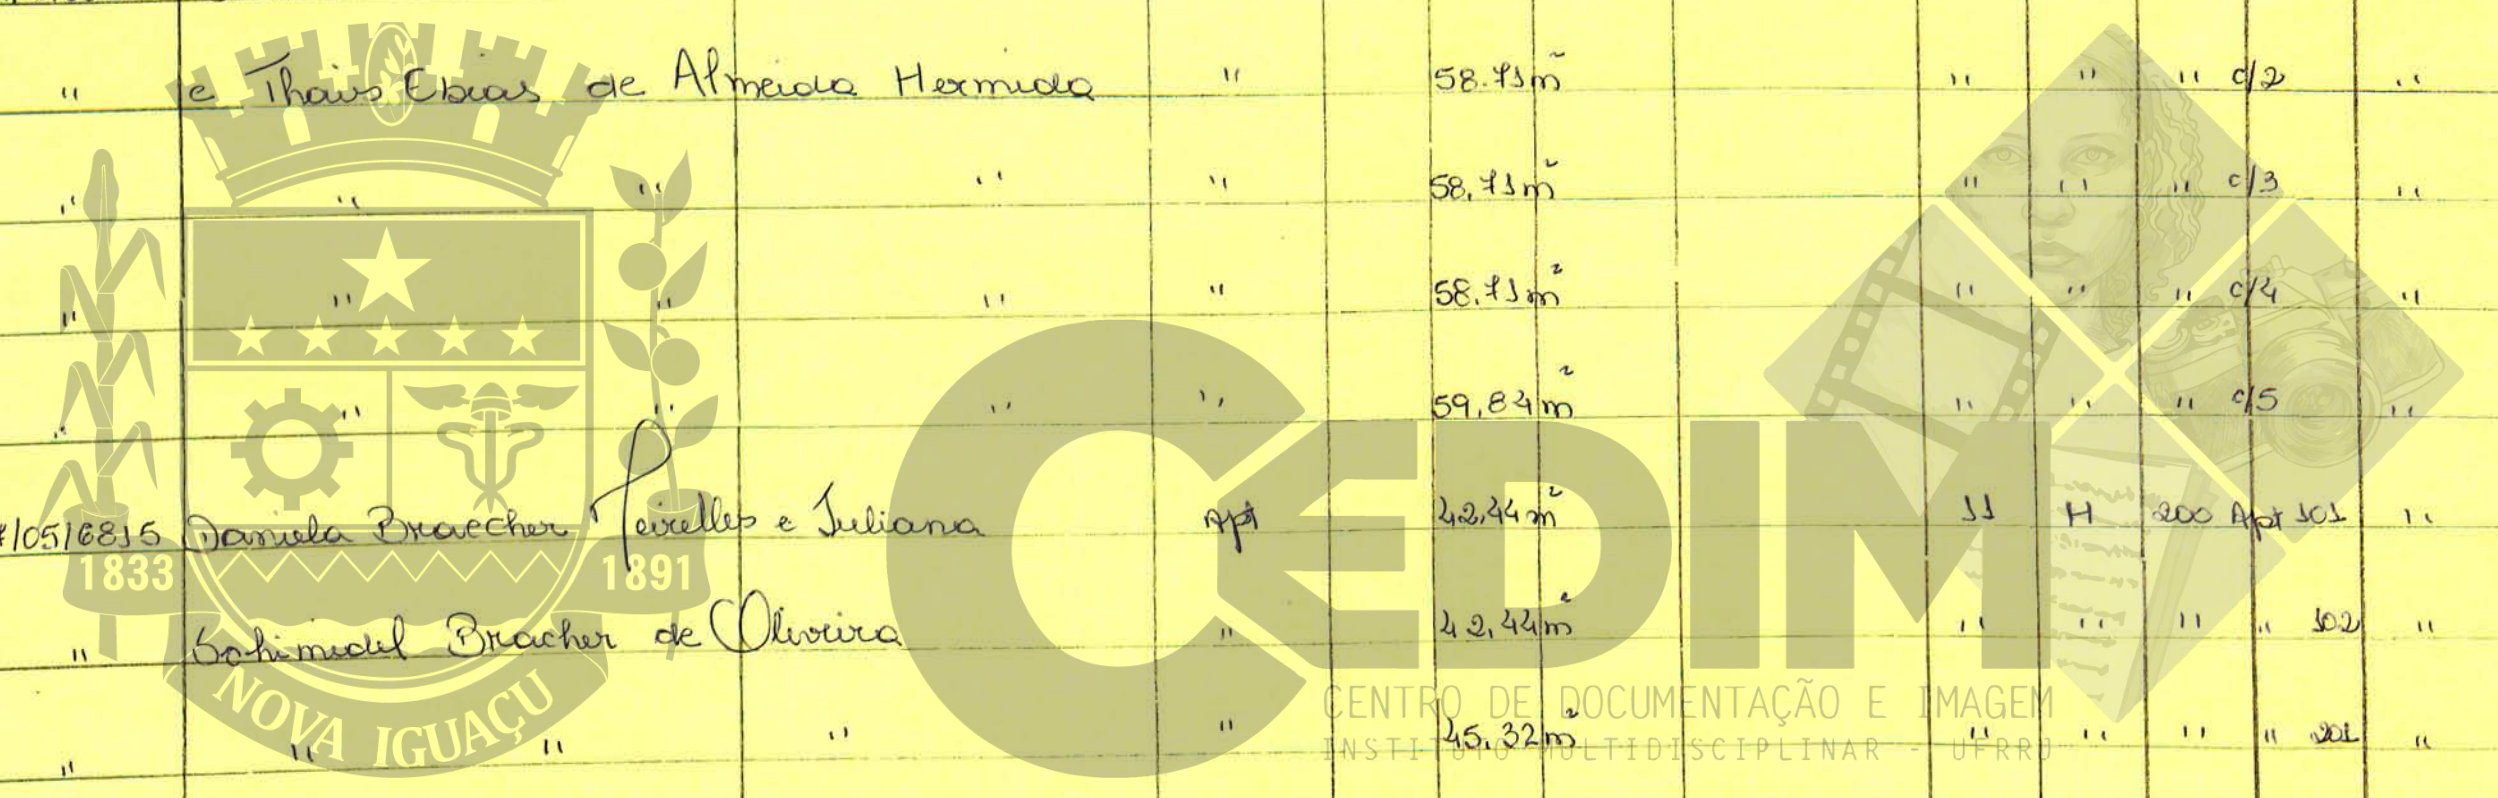 " e Thais Ebias de Almeida Hermida " 58.71m² " " " c/2 "
" " " " " 58,71m² " " " c/3 "
" " " " " 58.71m² " " " c/4 "
" " " " " 59,84m² " " " c/5 "
/05/6815 Daniela Braecher Meirelles e Juliana Apt 42,44m² 11 H 200 Apt 101 "
1833 1891
" Bracher de Oliveira " 42,44m² " " " " 102 "
" " " " " 45,32m² " " " " 201 "
NOVA IGUAÇU
CEDIM
CENTRO DE DOCUMENTAÇÃO E IMAGEM
INSTITUTO MULTIDISCIPLINAR - UFRRJ